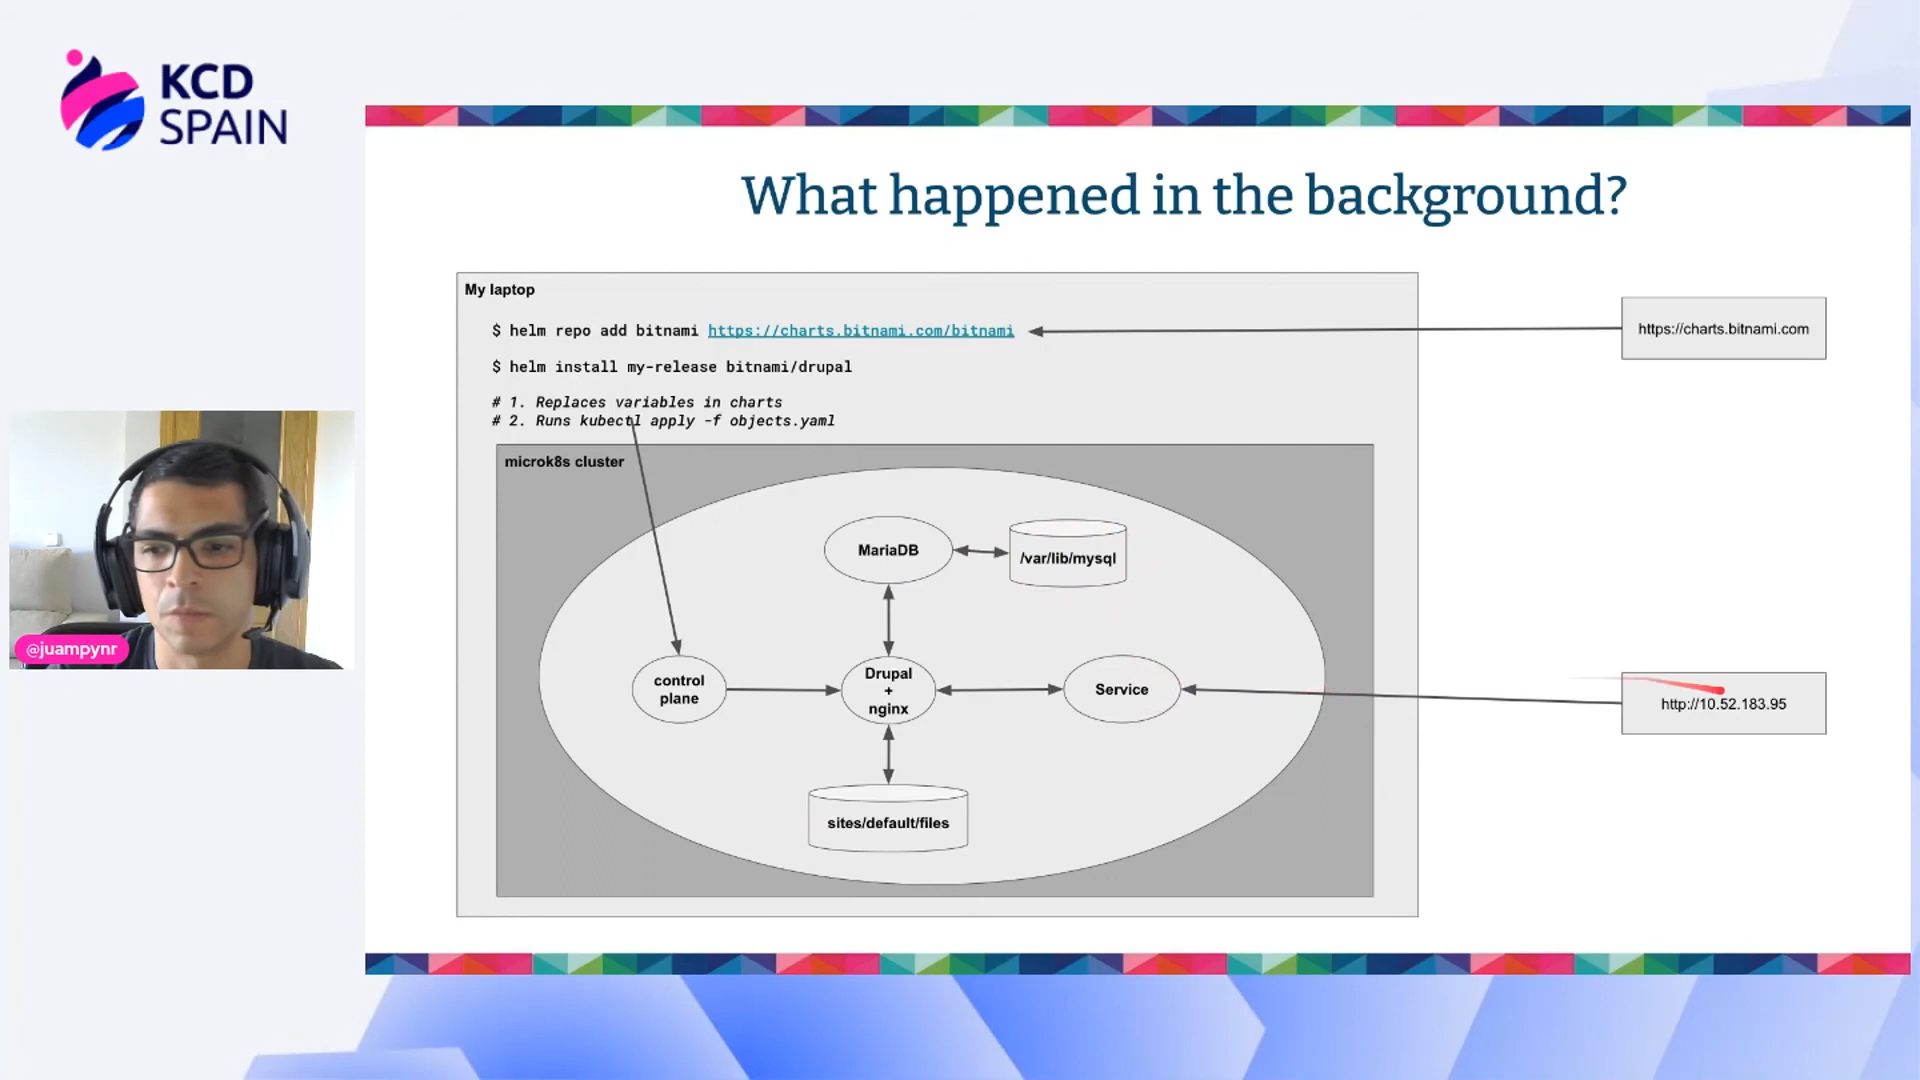 KCD
SPAIN
What happened in the background?
My laptop
$ helm repo add bitnami https://charts.bitnami.com/bitnami
https://charts.bitnami.com
$ helm install my-release bitnami/drupal
# 1. Replaces variables in charts
# 2. Runs kubectl apply -f objects.yaml
microk8s cluster
MariaDB
/var/lib/mysql
control
plane
Drupal
+
nginx
Service
http://10.52.183.95
sites/default/files
@juampynr